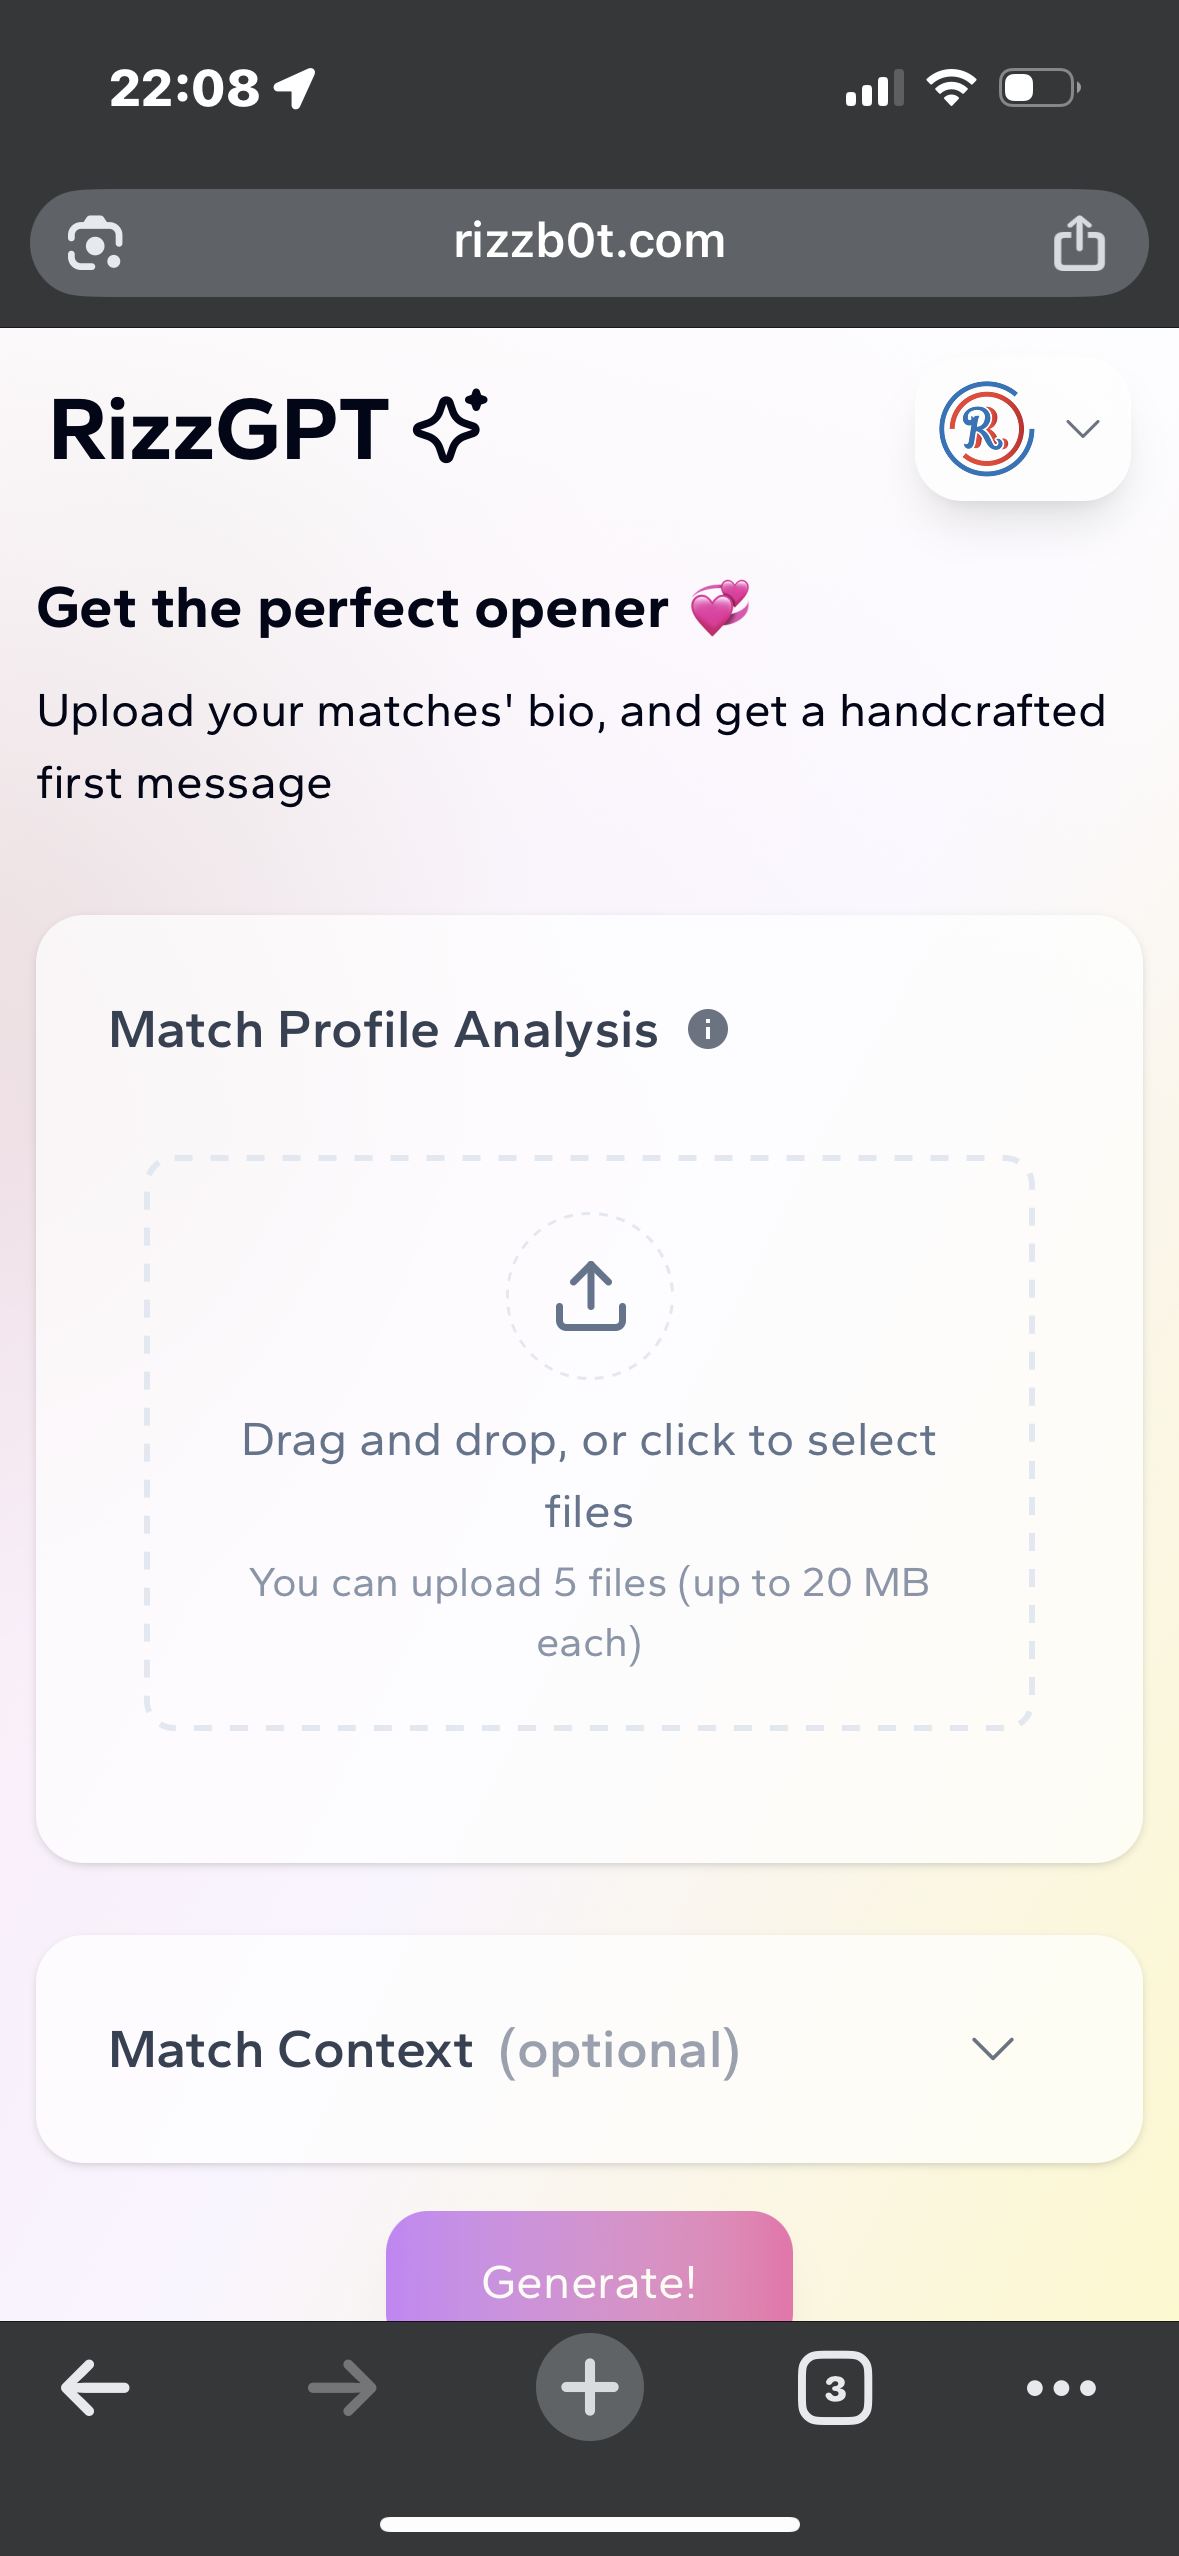 22:08
rizzb0t.com
RizzGPT
R.
Get the perfect opener 💞
Upload your matches' bio, and get a handcrafted
first message
Match Profile Analysis
Drag and drop, or click to select
files
You can upload 5 files (up to 20 MB
each)
Match Context (optional)
Generate!
3